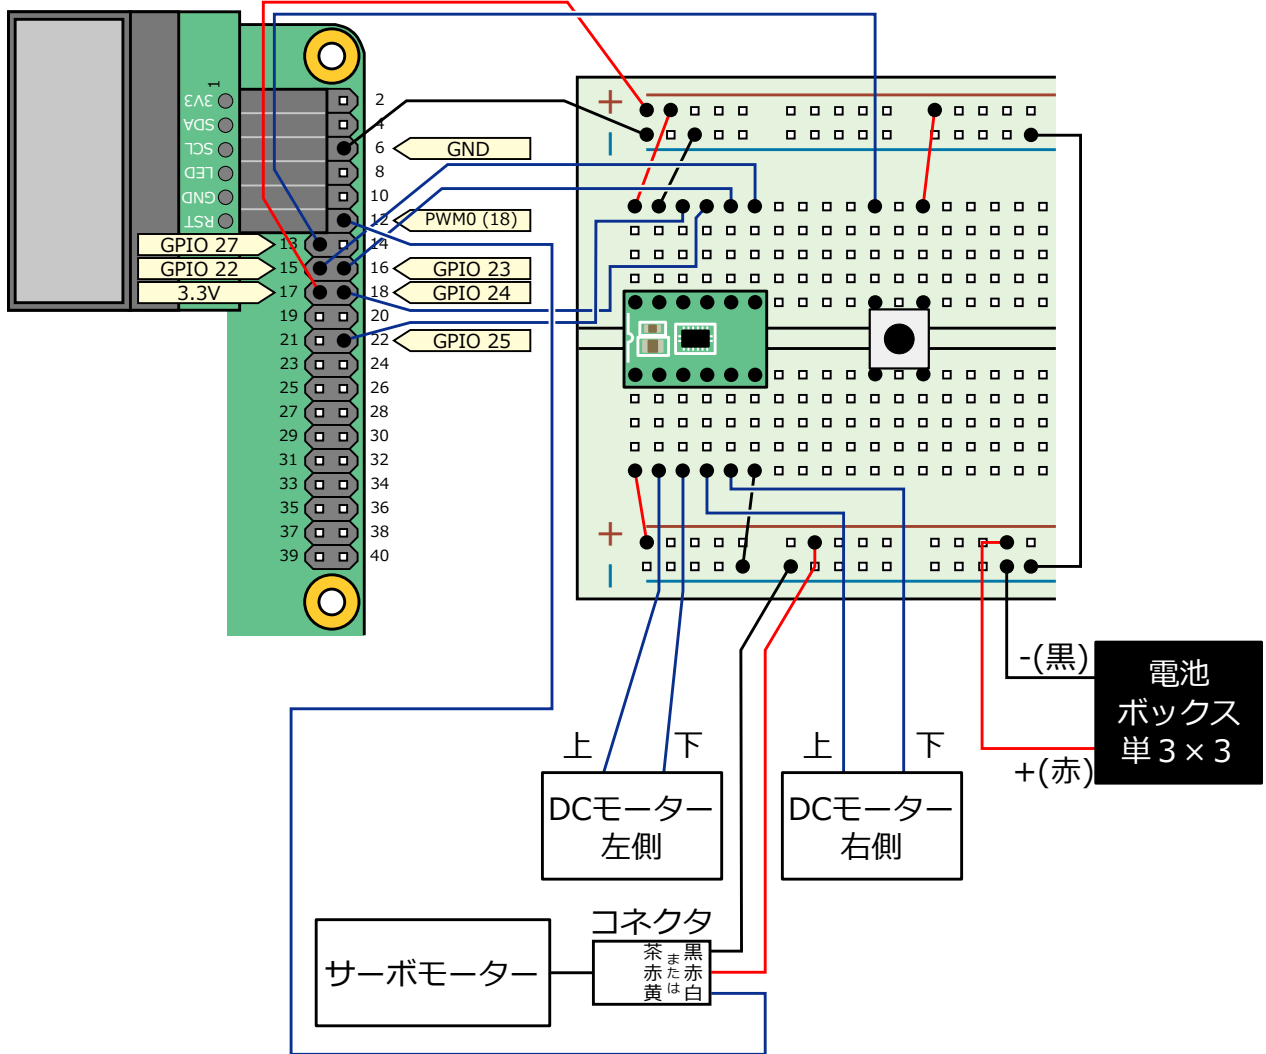 1
3V3
SDA
SCL
LED
GND
RST
2
4
6
GND
8
10
12
PWM0 (18)
GPIO 27
13
14
GPIO 22
15
16
GPIO 23
3.3V
17
18
GPIO 24
19
20
21
22
GPIO 25
23
24
25
26
27
28
29
30
31
32
33
34
35
36
37
38
39
40
+
-
+
-
-(黒)
+(赤)
電池
ボックス
単3×3
上
下
上
下
DCモーター
左側
DCモーター
右側
コネクタ
サーボモーター
茶
赤
黄
または
黒
赤
白